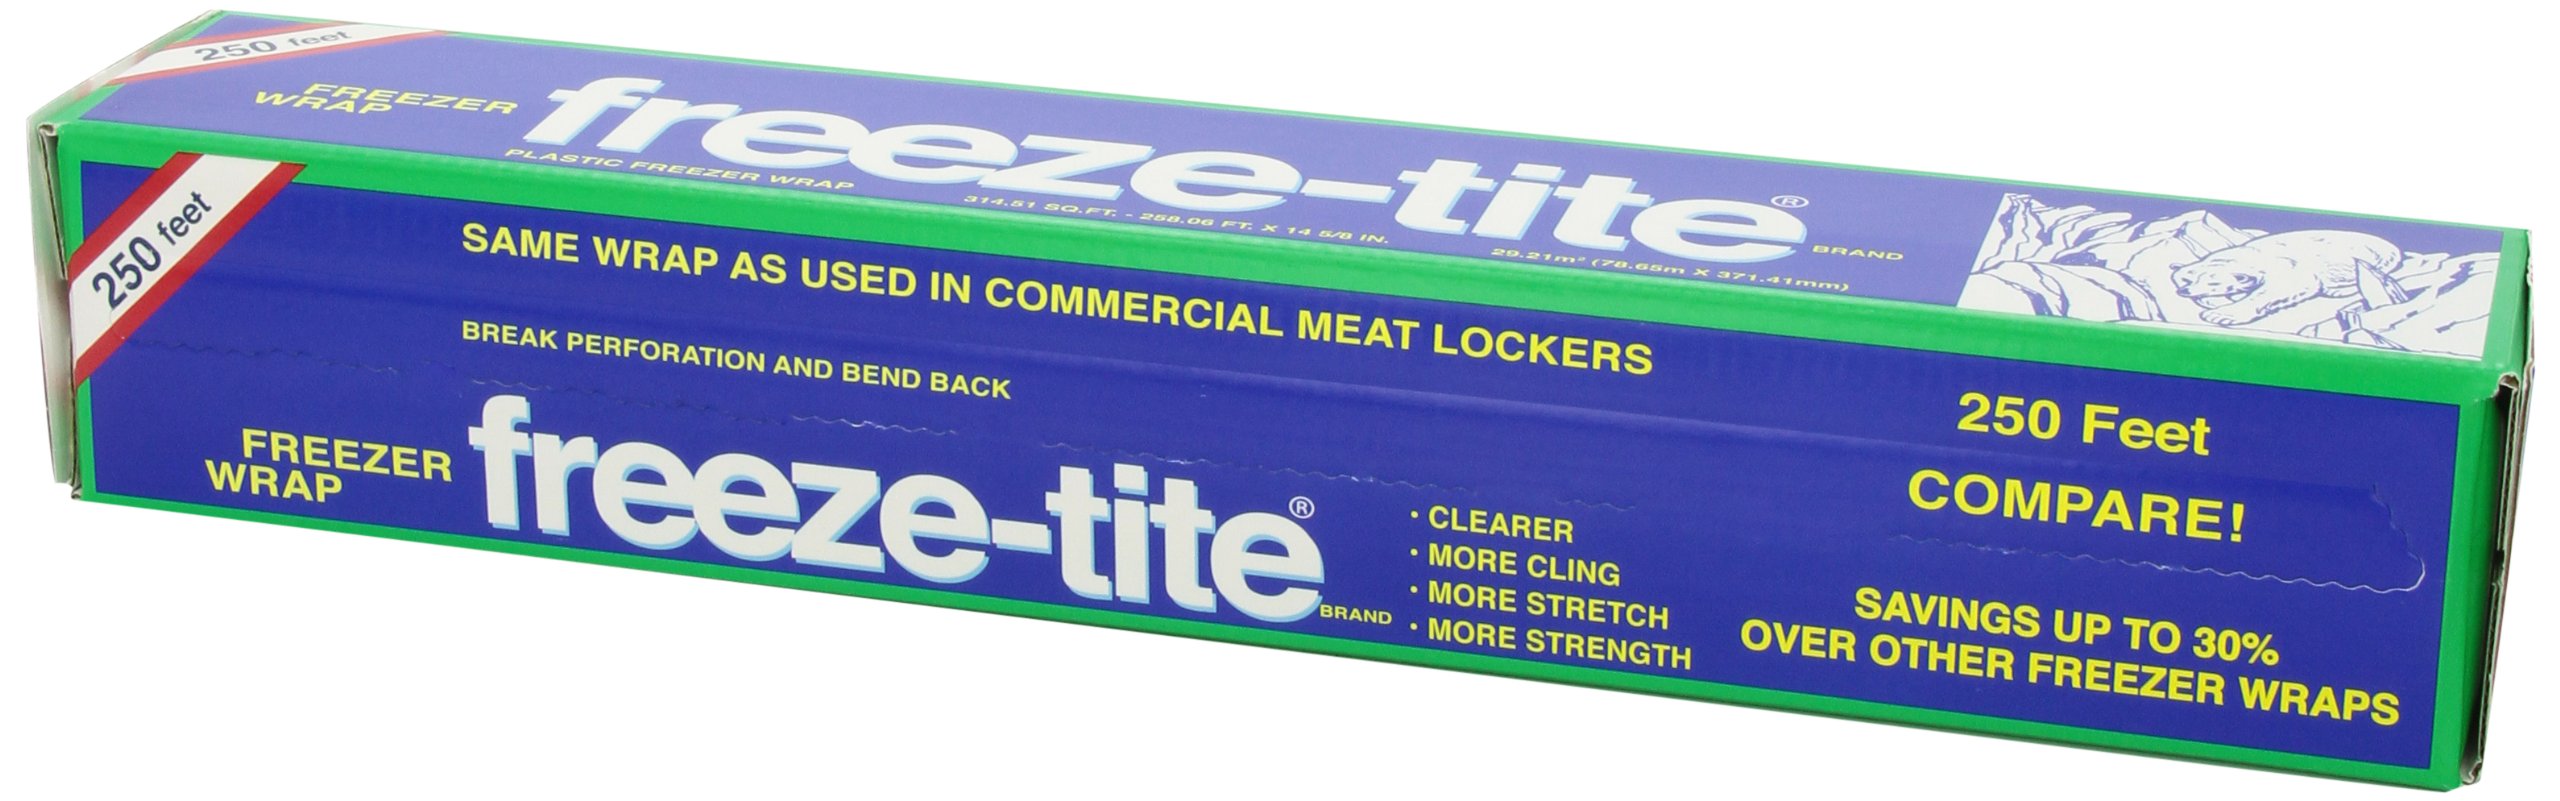 250 feet
FREEZER
WRAP
freeze-tite®
BRAND
PLASTIC FREEZER WRAP
314.51 SQ.FT. - 258.06 FT. X 14 5/8 IN.
29.21m² (78.65m X 371.41mm)
250 feet
SAME WRAP AS USED IN COMMERCIAL MEAT LOCKERS
BREAK PERFORATION AND BEND BACK
FREEZER
WRAP
freeze-tite®
BRAND
• CLEARER
• MORE CLING
• MORE STRETCH
• MORE STRENGTH
250 Feet
COMPARE!
SAVINGS UP TO 30%
OVER OTHER FREEZER WRAPS